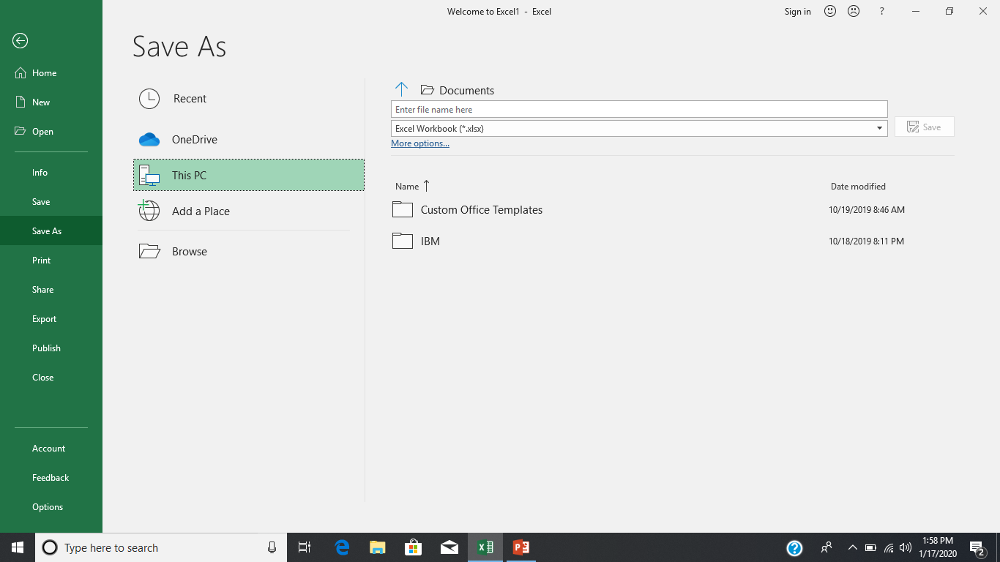 Welcome to Excel1 - Excel
Sign in
?
Home
New
Open
Info
Save
Save As
Print
Share
Export
Publish
Close
Account
Feedback
Options
Save As
Recent
OneDrive
This PC
Add a Place
Browse
Documents
Enter file name here
Excel Workbook (*.xlsx)
Save
More options...
Name Date modified
Custom Office Templates 10/19/2019 8:46 AM
IBM 10/18/2019 8:11 PM
Type here to search
1:58 PM
1/17/2020
2